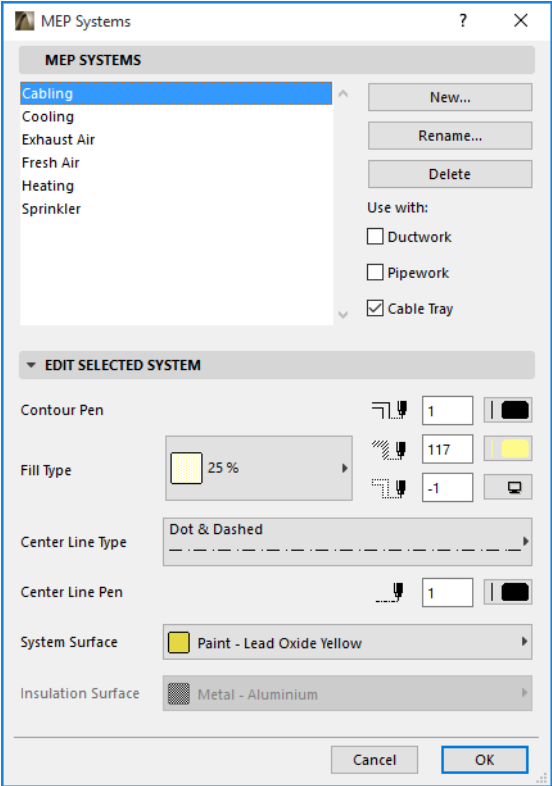 MEP Systems
?
MEP SYSTEMS
Cabling
Cooling
Exhaust Air
Fresh Air
Heating
Sprinkler
New...
Rename...
Delete
Use with:
Ductwork
Pipework
Cable Tray
EDIT SELECTED SYSTEM
Contour Pen
1
Fill Type
25 %
117
-1
Center Line Type
Dot & Dashed
Center Line Pen
1
System Surface
Paint - Lead Oxide Yellow
Insulation Surface
Metal - Aluminium
Cancel
OK